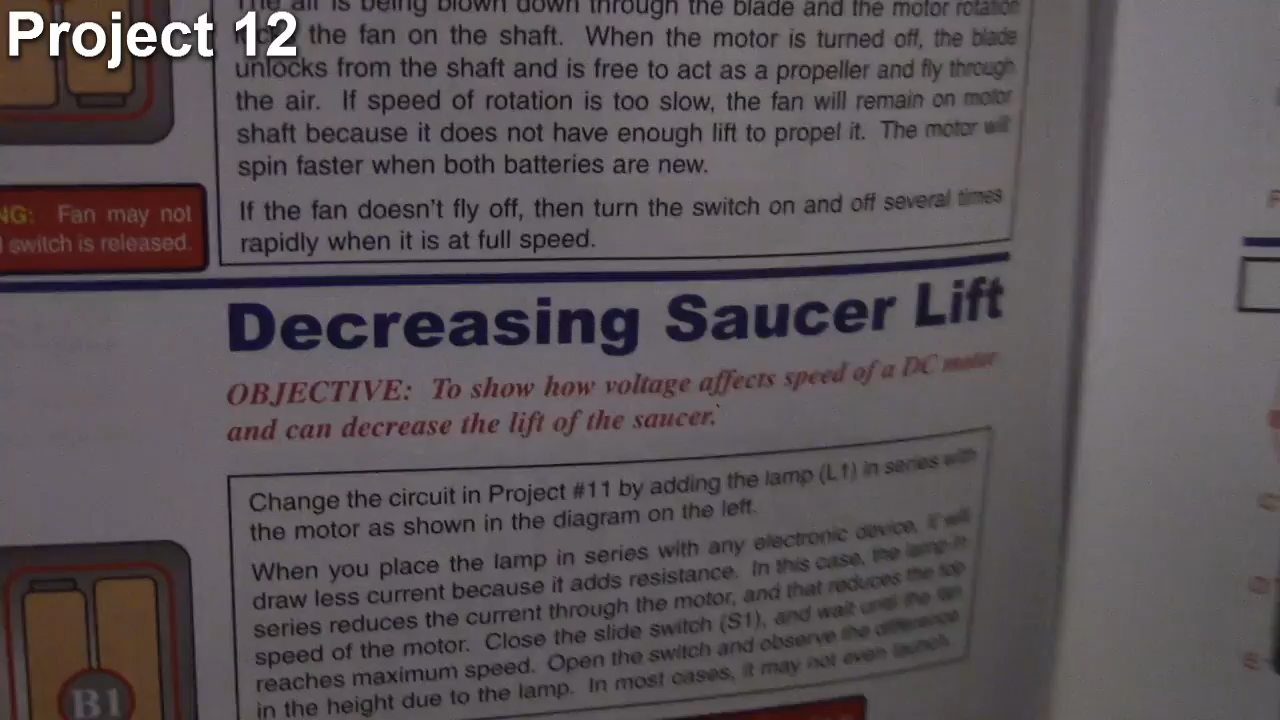 Project 12
The air is being blown down through the blade and the motor rotation
the fan on the shaft. When the motor is turned off, the blade
unlocks from the shaft and is free to act as a propeller and fly through
the air. If speed of rotation is too slow, the fan will remain on motor
shaft because it does not have enough lift to propel it. The motor will
spin faster when both batteries are new.
NG: Fan may not
switch is released.
If the fan doesn't fly off, then turn the switch on and off several times
rapidly when it is at full speed.
Decreasing Saucer Lift
OBJECTIVE: To show how voltage affects speed of a DC motor
and can decrease the lift of the saucer.
Change the circuit in Project #11 by adding the lamp (L1) in series with
the motor as shown in the diagram on the left.
When you place the lamp in series with any electronic device, it will
draw less current because it adds resistance. In this case, the lamp in
series reduces the current through the motor, and that reduces the top
speed of the motor. Close the slide switch (S1), and wait until the fan
reaches maximum speed. Open the switch and observe the difference
in the height due to the lamp. In most cases, it may not even launch.
B1